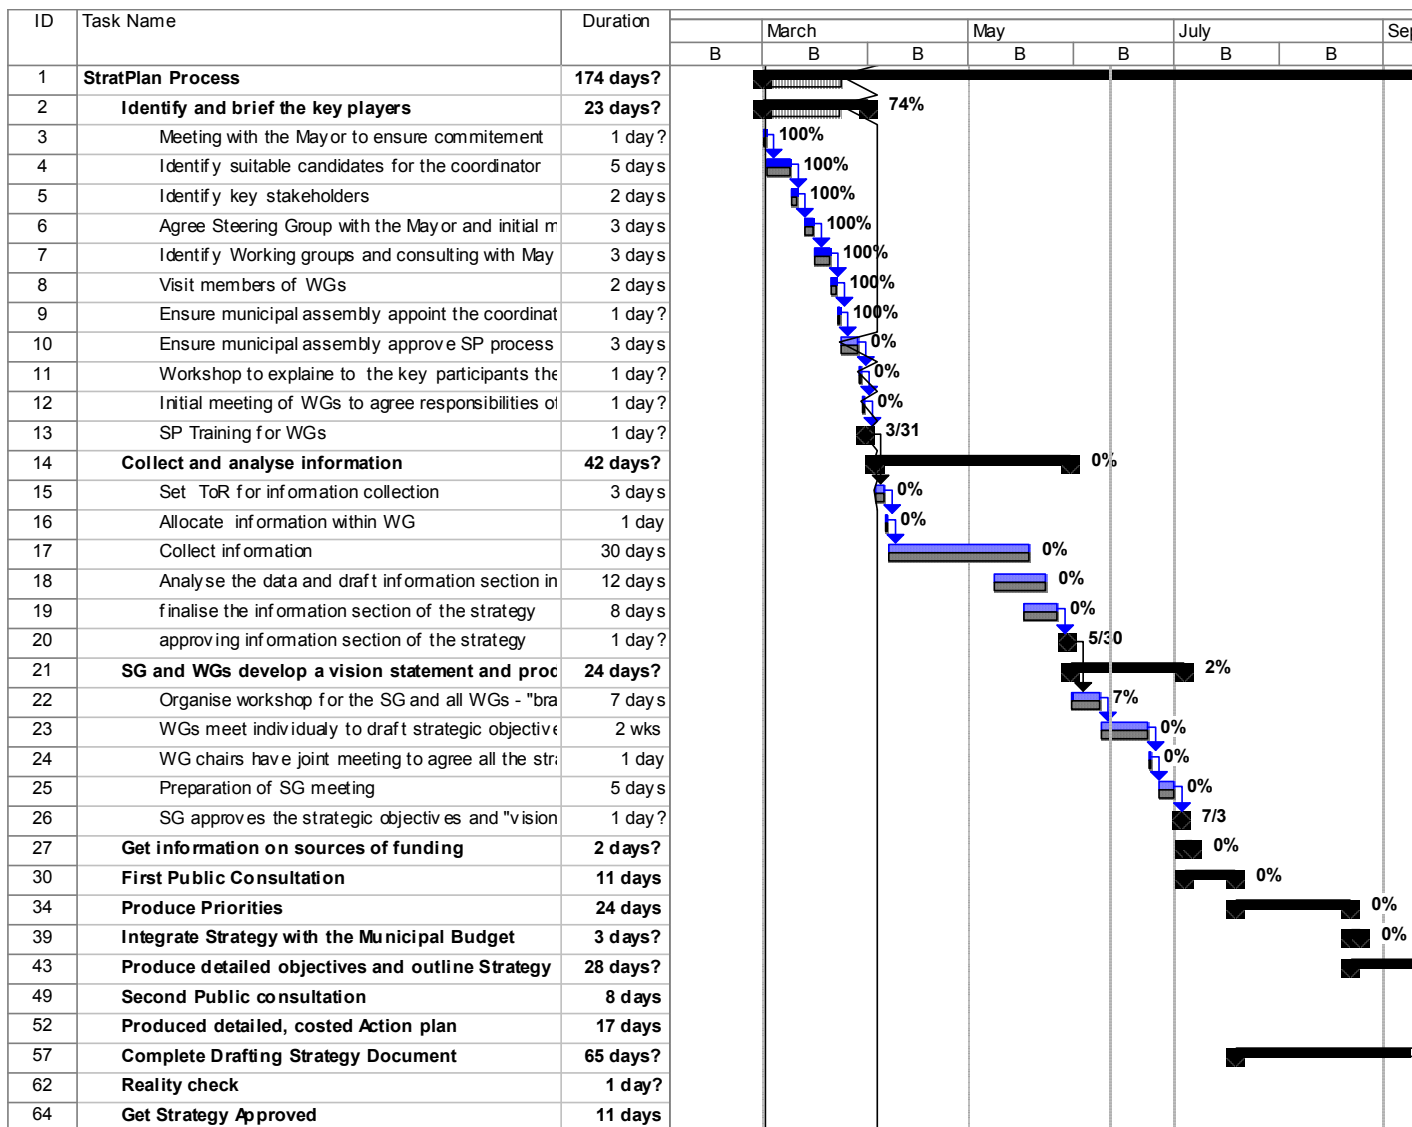 ID Task Name Duration
March May July Sep
B B B B B B B
1 StratPlan Process 174 days?
2 Identify and brief the key players 23 days? 74%
3 Meeting with the Mayor to ensure commitement 1 day? 100%
4 Identify suitable candidates for the coordinator 5 days 100%
5 Identify key stakeholders 2 days 100%
6 Agree Steering Group with the Mayor and initial m 3 days 100%
7 Identify Working groups and consulting with May 3 days 100%
8 Visit members of WGs 2 days 100%
9 Ensure municipal assembly appoint the coordinat 1 day? 100%
10 Ensure municipal assembly approve SP process 3 days 0%
11 Workshop to explaine to the key participants the 1 day? 0%
12 Initial meeting of WGs to agree responsibilities of 1 day? 0%
13 SP Training for WGs 1 day? 3/31
14 Collect and analyse information 42 days? 0%
15 Set ToR for information collection 3 days 0%
16 Allocate information within WG 1 day 0%
17 Collect information 30 days 0%
18 Analyse the data and draft information section in 12 days 0%
19 finalise the information section of the strategy 8 days 0%
20 approving information section of the strategy 1 day? 5/30
21 SG and WGs develop a vision statement and prod 24 days? 2%
22 Organise workshop for the SG and all WGs - "bra 7 days 7%
23 WGs meet individualy to draft strategic objective 2 wks 0%
24 WG chairs have joint meeting to agree all the stra 1 day 0%
25 Preparation of SG meeting 5 days 0%
26 SG approves the strategic objectives and "vision 1 day? 7/3
27 Get information on sources of funding 2 days? 0%
30 First Public Consultation 11 days 0%
34 Produce Priorities 24 days 0%
39 Integrate Strategy with the Municipal Budget 3 days? 0%
43 Produce detailed objectives and outline Strategy 28 days?
49 Second Public consultation 8 days
52 Produced detailed, costed Action plan 17 days
57 Complete Drafting Strategy Document 65 days?
62 Reality check 1 day?
64 Get Strategy Approved 11 days